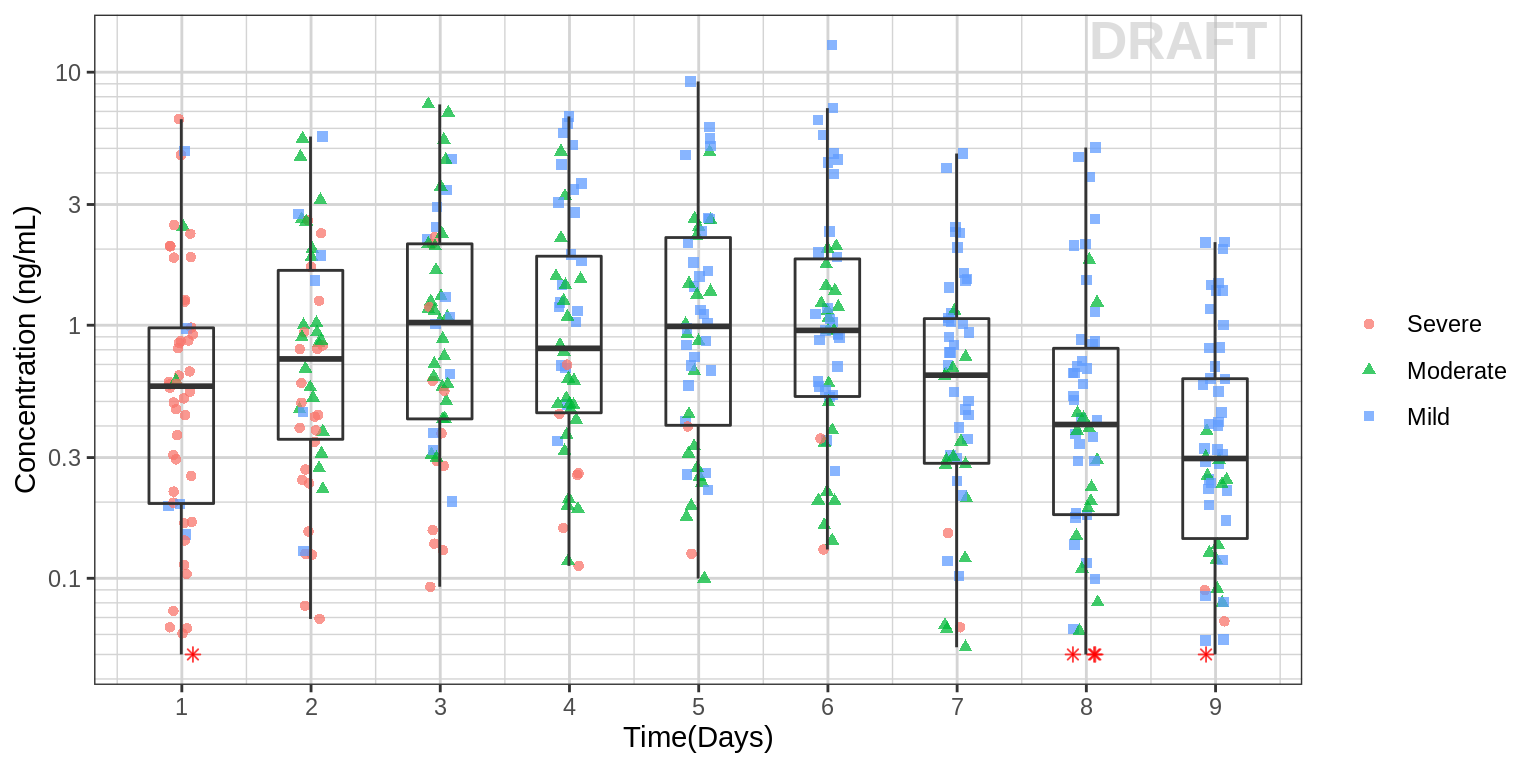 DRAFT
10
3
1
0.3
0.1
Concentration (ng/mL)
1 2 3 4 5 6 7 8 9
Time(Days)
Severe
Moderate
Mild